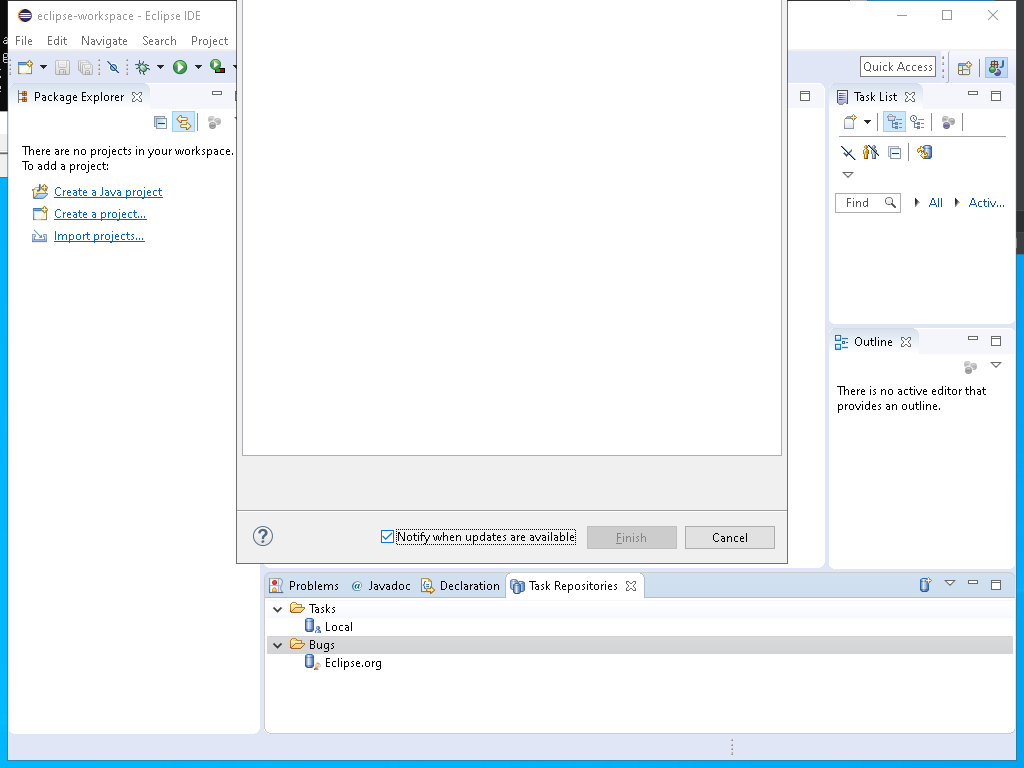 eclipse-workspace - Eclipse IDE
File Edit Navigate Search Project
Quick Access
Package Explorer
Task List
There are no projects in your workspace.
To add a project:
Create a Java project
Create a project...
Import projects...
Find
All
Activ...
Outline
There is no active editor that
provides an outline.
Notify when updates are available
Finish
Cancel
Problems
@ Javadoc
Declaration
Task Repositories
Tasks
Local
Bugs
Eclipse.org